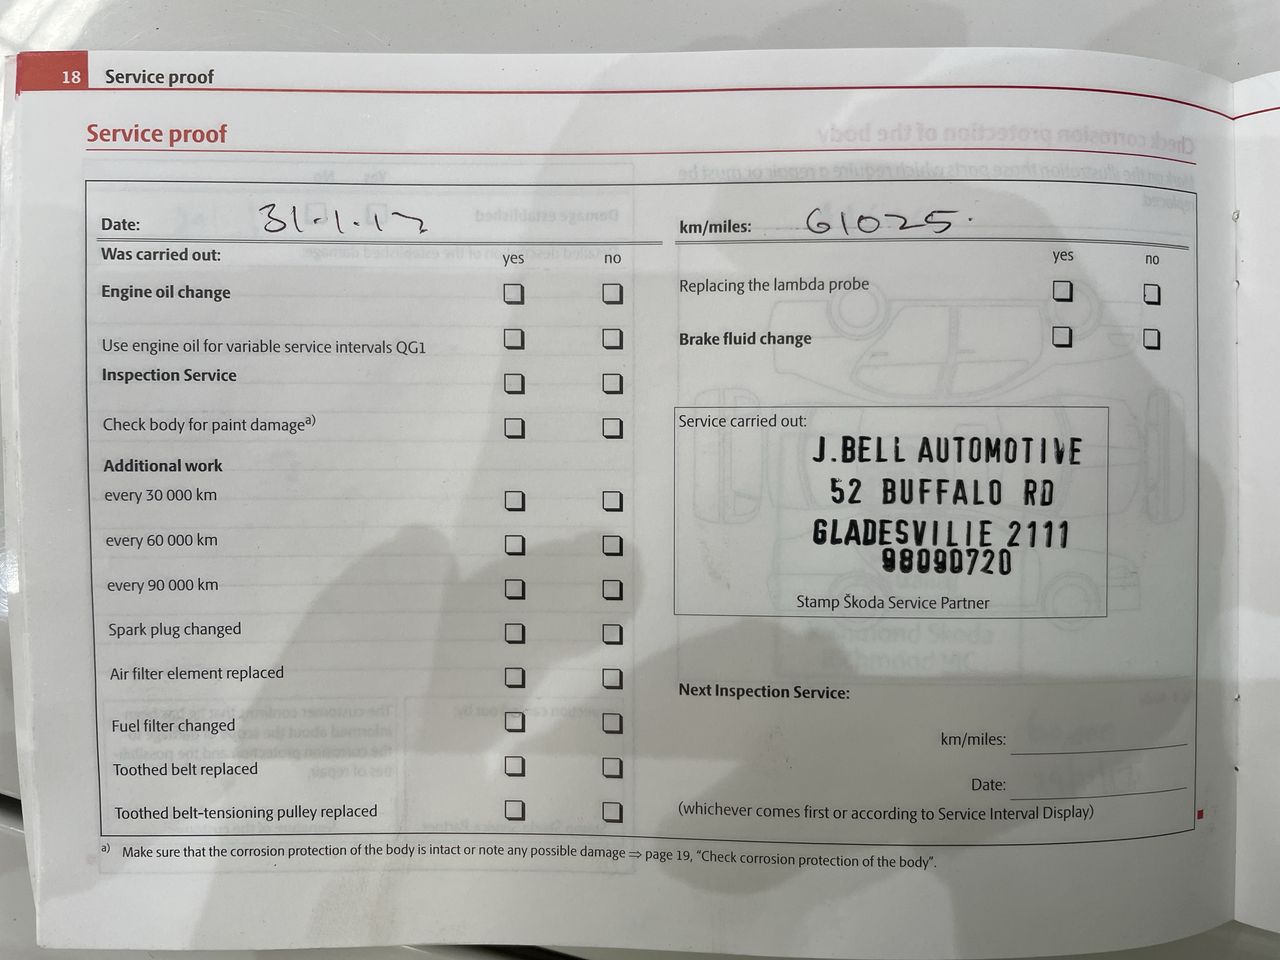 18 Service proof
Service proof
Date: 31.1.17
km/miles: 61025.
Was carried out: yes no
yes no
Engine oil change
Replacing the lambda probe
Use engine oil for variable service intervals QG1
Brake fluid change
Inspection Service
Check body for paint damage a)
Service carried out:
J.BELL AUTOMOTIVE
52 BUFFALO RD
GLADESVILIE 2111
98090720
Stamp Škoda Service Partner
Additional work
every 30 000 km
every 60 000 km
every 90 000 km
Spark plug changed
Air filter element replaced
Fuel filter changed
Toothed belt replaced
Toothed belt-tensioning pulley replaced
Next Inspection Service:
km/miles:
Date:
(whichever comes first or according to Service Interval Display)
a) Make sure that the corrosion protection of the body is intact or note any possible damage ⇒ page 19, “Check corrosion protection of the body”.